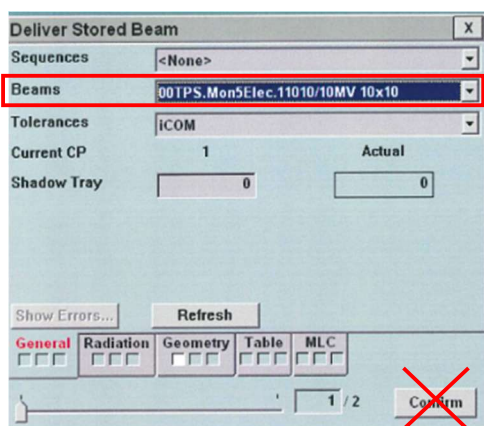 Deliver Stored Beam X
Sequences <None>
Beams 00TPS.Mon5Elec.11010/10MV 10x10
Tolerances iCOM
Current CP 1 Actual
Shadow Tray 0 0
Show Errors... Refresh
General Radiation Geometry Table MLC
1 / 2 Confirm